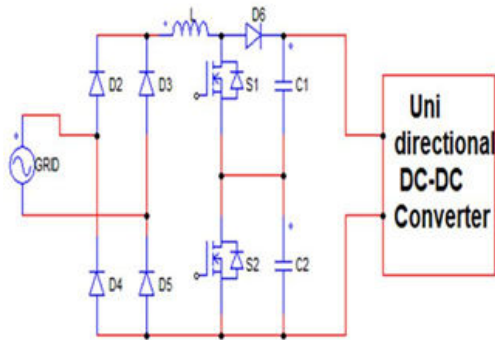 L
D6
D2
D3
S1
C1
GRID
D4
D5
S2
C2
Uni
directional
DC-DC
Converter